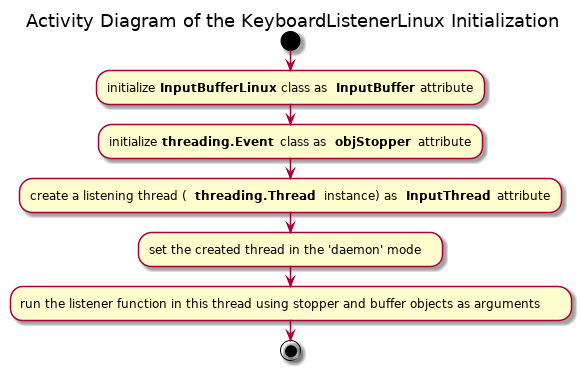 Activity Diagram of the KeyboardListenerLinux Initialization
initialize InputBufferLinux class as InputBuffer attribute
initialize threading.Event class as objStopper attribute
create a listening thread ( threading.Thread instance) as InputThread attribute
set the created thread in the 'daemon' mode
run the listener function in this thread using stopper and buffer objects as arguments